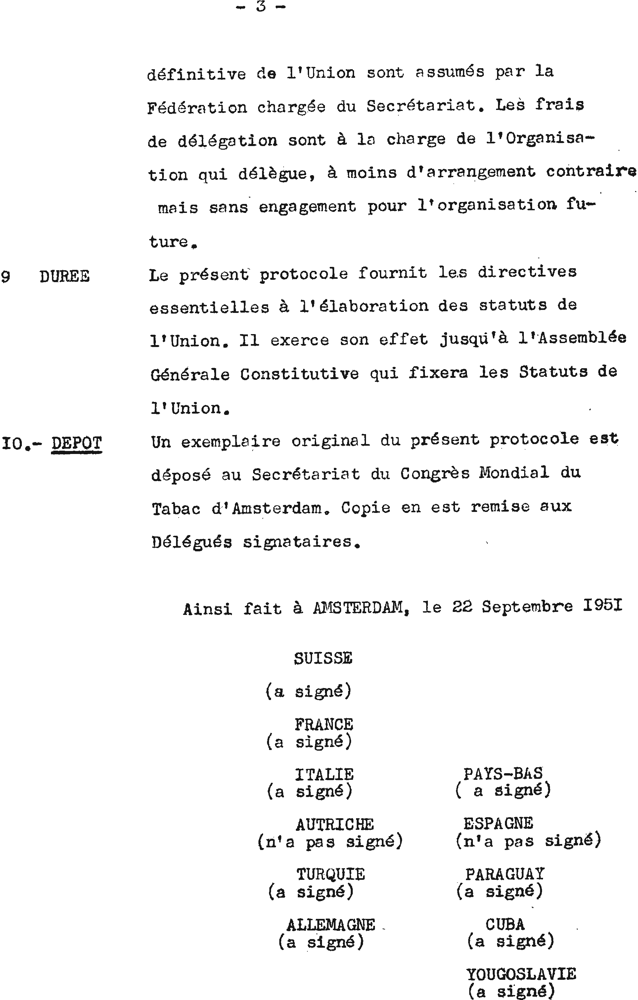 - 3 -
définitive de l'Union sont assumés par la
Fédération chargée du Secrétariat. Les frais
de délégation sont à la charge de l'Organisa-
tion qui délègue, à moins d'arrangement contraire
mais sans engagement pour l'organisation fu-
ture.
9 DUREE Le présent protocole fournit les directives
essentielles à l'élaboration des statuts de
l'Union. Il exerce son effet jusqu'à l'Assemblée
Générale Constitutive qui fixera les Statuts de
l'Union.
IO.- DEPOT Un exemplaire original du présent protocole est
déposé au Secrétariat du Congrès Mondial du
Tabac d'Amsterdam. Copie en est remise aux
Délégués signataires.
Ainsi fait à AMSTERDAM, le 22 Septembre I95I
SUISSE
(a signé)
FRANCE
(a signé)
ITALIE PAYS-BAS
(a signé) ( a signé)
AUTRICHE ESPAGNE
(n'a pas signé) (n'a pas signé)
TURQUIE PARAGUAY
(a signé) (a signé)
ALLEMAGNE CUBA
(a signé) (a signé)
YOUGOSLAVIE
(a signé)